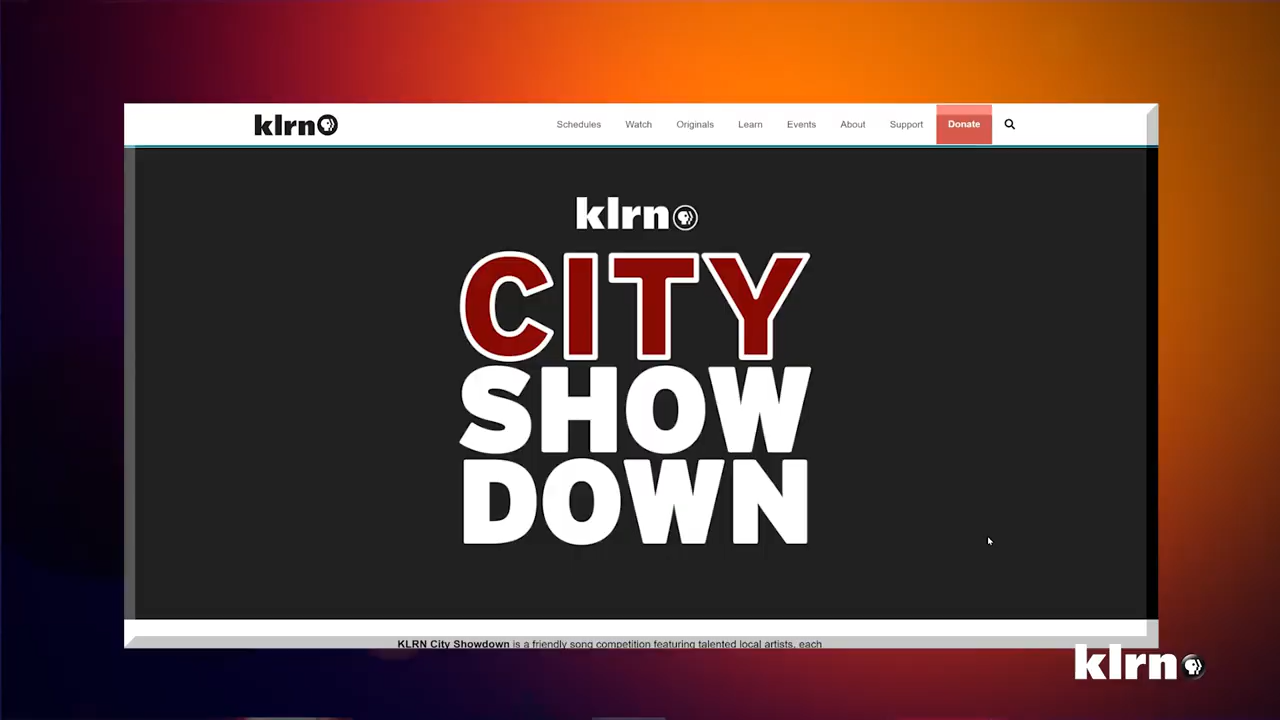 klrn
Schedules Watch Originals Learn Events About Support Donate
klrn
CITY
SHOW
DOWN
KLRN City Showdown is a friendly song competition featuring talented local artists, each
klrn